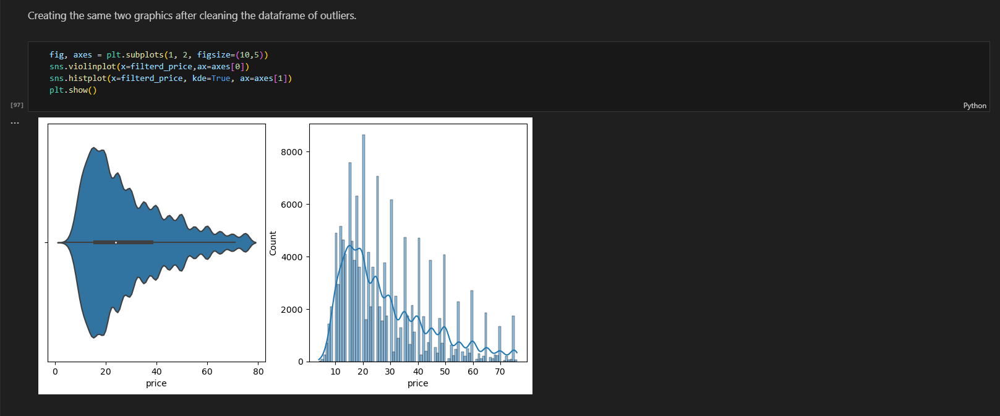 Creating the same two graphics after cleaning the dataframe of outliers.
fig, axes = plt.subplots(1, 2, figsize=(10,5))
sns.violinplot(x=filterd_price,ax=axes[0])
sns.histplot(x=filterd_price, kde=True, ax=axes[1])
plt.show()
[97]
Python
...
0 20 40 60 80
price
8000
6000
4000
2000
0
Count
10 20 30 40 50 60 70
price